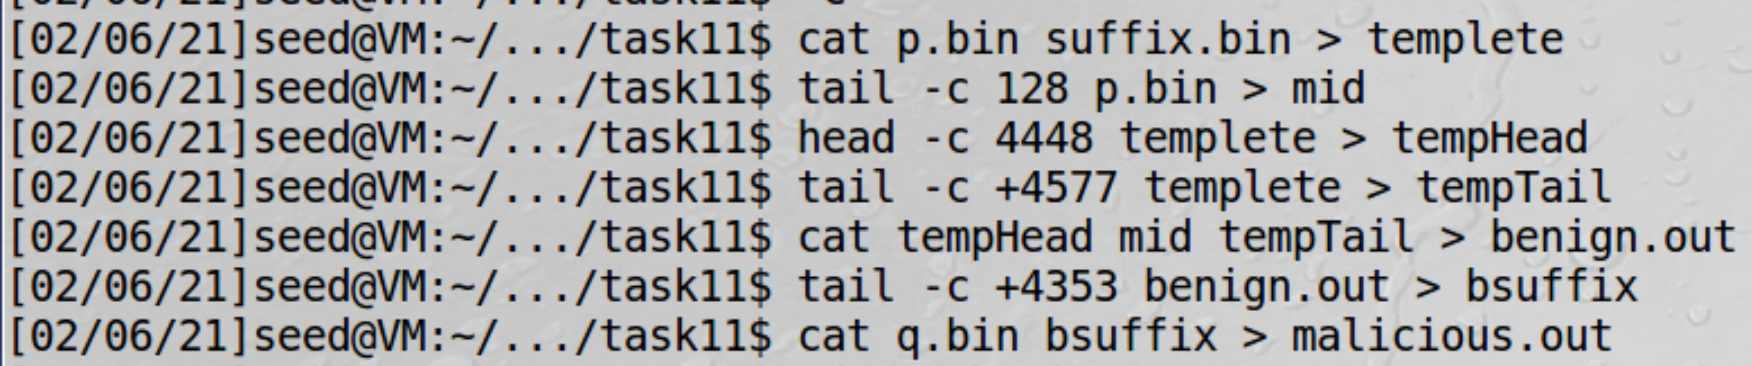 [02/06/21]seed@VM:~/.../task11$ cat p.bin suffix.bin > templete
[02/06/21]seed@VM:~/.../task11$ tail -c 128 p.bin > mid
[02/06/21]seed@VM:~/.../task11$ head -c 4448 templete > tempHead
[02/06/21]seed@VM:~/.../task11$ tail -c +4577 templete > tempTail
[02/06/21]seed@VM:~/.../task11$ cat tempHead mid tempTail > benign.out
[02/06/21]seed@VM:~/.../task11$ tail -c +4353 benign.out > bsuffix
[02/06/21]seed@VM:~/.../task11$ cat q.bin bsuffix > malicious.out